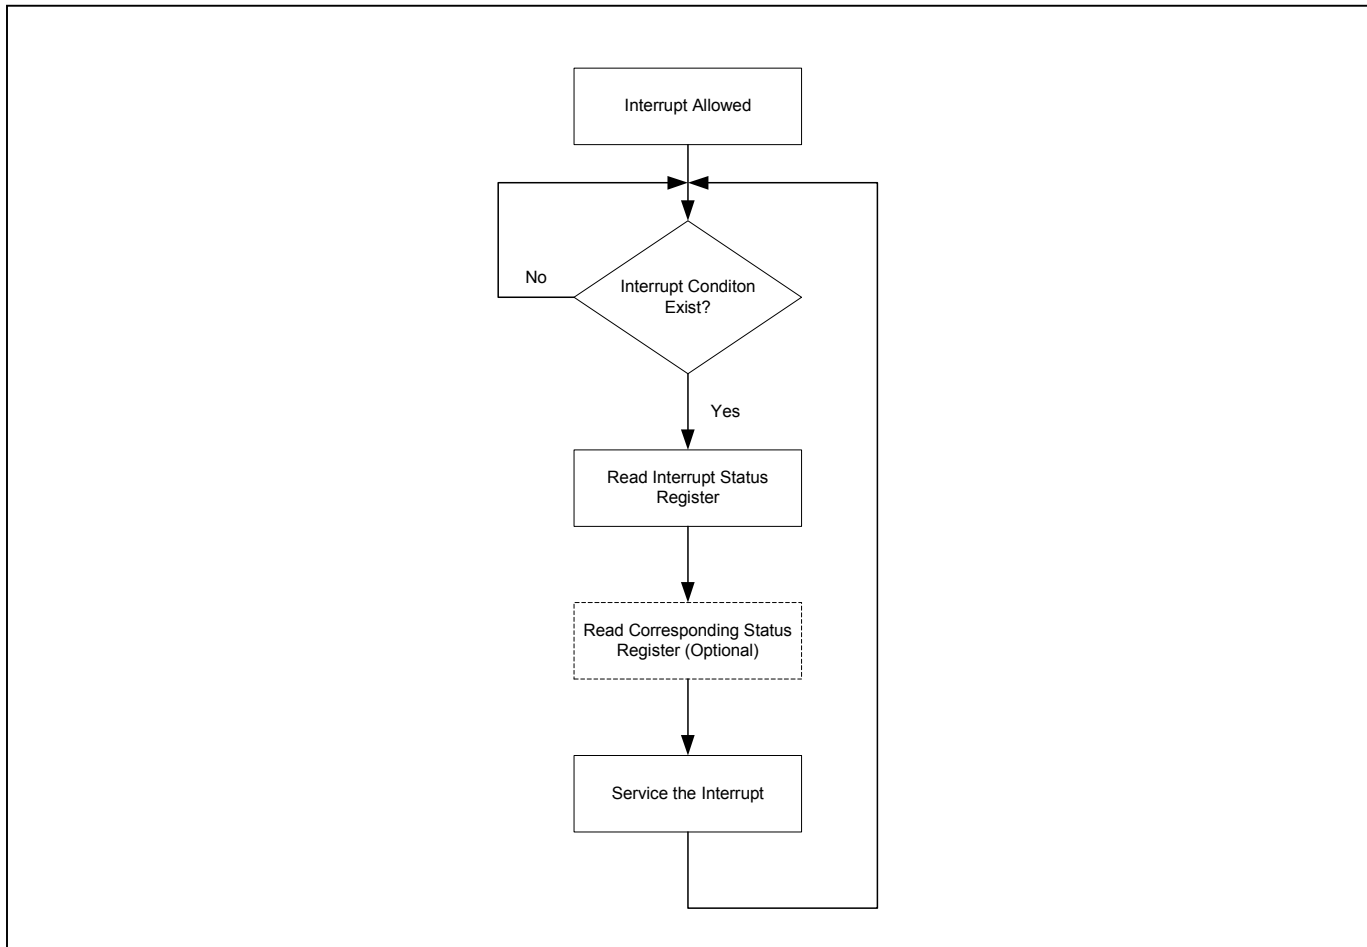 Interrupt Allowed
No
Interrupt Conditon
Exist?
Yes
Read Interrupt Status
Register
Read Corresponding Status
Register (Optional)
Service the Interrupt